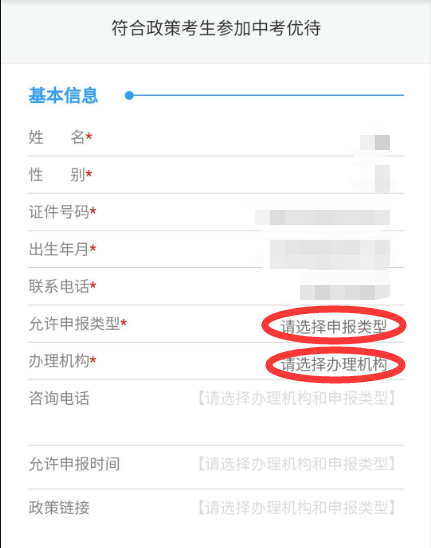 符合政策考生参加中考优待
基本信息
姓 名*
性 别*
证件号码*
出生年月*
联系电话*
允许申报类型* 请选择申报类型
办理机构* 请选择办理机构
咨询电话 【请选择办理机构和申报类型】
允许申报时间 【请选择办理机构和申报类型】
政策链接 【请选择办理机构和申报类型】